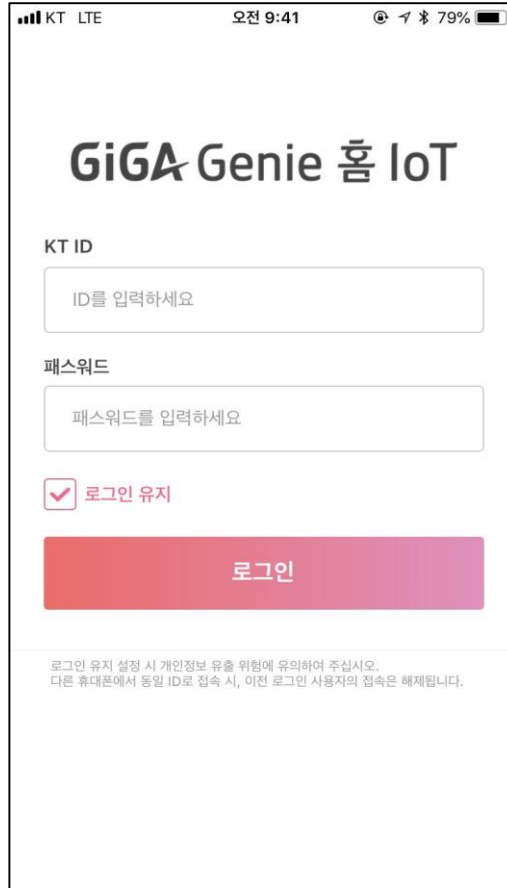 KT LTE 오전 9:41 79%
GiGA Genie 홈 IoT
KT ID
ID를 입력하세요
패스워드
패스워드를 입력하세요
로그인 유지
로그인
로그인 유지 설정 시 개인정보 유출 위험에 유의하여 주십시오.
다른 휴대폰에서 동일 ID로 접속 시, 이전 로그인 사용자의 접속은 해제됩니다.